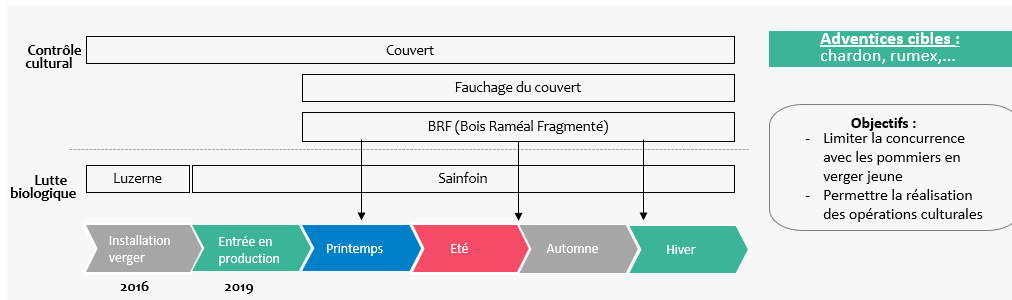 Contrôle
cultural
Couvert
Fauchage du couvert
BRF (Bois Raméal Fragmenté)
Lutte
biologique
Luzerne
Sainfoin
Installation
verger
Entrée en
production
Printemps
Eté
Automne
Hiver
2016
2019
Adventices cibles :
chardon, rumex,...
Objectifs :
- Limiter la concurrence
avec les pommiers en
verger jeune
- Permettre la réalisation
des opérations culturales